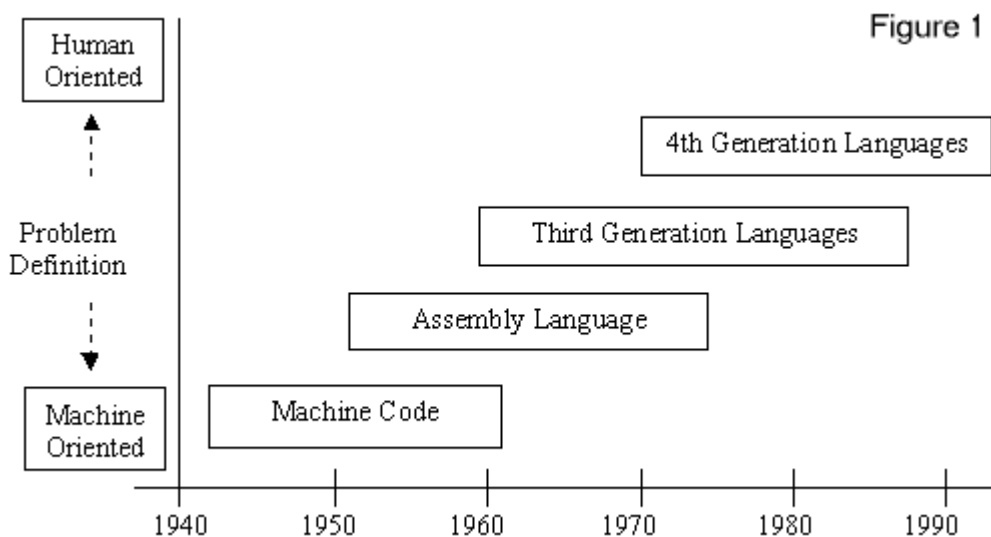 Figure 1
Human
Oriented
4th Generation Languages
Problem
Definition
Third Generation Languages
Assembly Language
Machine
Oriented
Machine Code
1940 1950 1960 1970 1980 1990